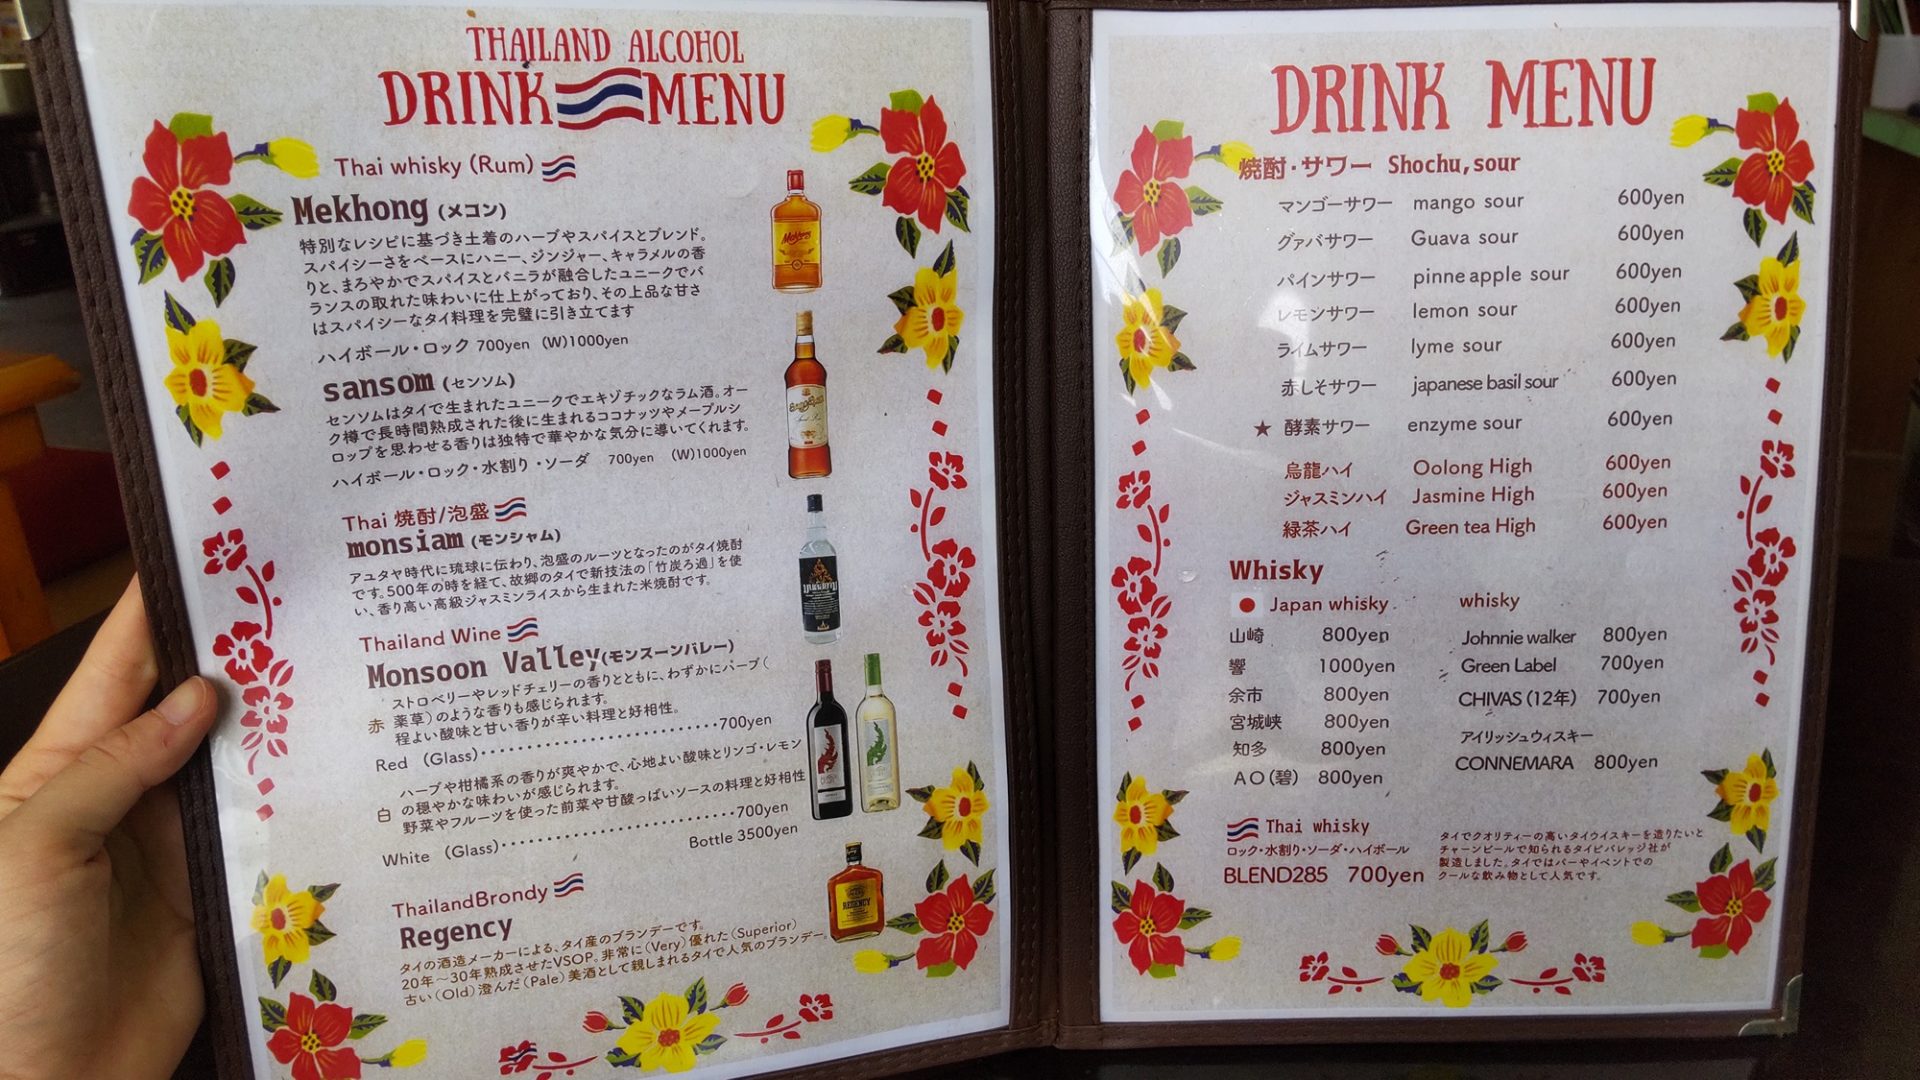 THAILAND ALCOHOL
DRINK MENU
Thai whisky (Rum)
Mekhong (メコン)
特別なレシピに基づき土着のハーブやスパイスとブレンド。
スパイシーさをベースにハニー、ジンジャー、キャラメルの香
りと、まろやかでスパイスとバニラが融合したユニークでバ
ランスの取れた味わいに仕上がっており、その上品な甘さ
はスパイシーなタイ料理を完璧に引き立てます
ハイボール・ロック 700yen (W)1000yen
sansom (センソム)
センソムはタイで生まれたユニークでエキゾチックなラム酒。オー
ク樽で長時間熟成された後に生まれるココナッツやメープルシ
ロップを思わせる香りは独特で華やかな気分に導いてくれます。
ハイボール・ロック・水割り・ソーダ 700yen (W)1000yen
Thai 焼酎/泡盛
monsiam (モンシャム)
アユタヤ時代に琉球に伝わり、泡盛のルーツとなったのがタイ焼酎
です。500年の時を経て、故郷のタイで新技法の「竹炭ろ過」を使
い、香り高い高級ジャスミンライスから生まれた米焼酎です。
Thailand Wine
Monsoon Valley(モンスーンバレー)
赤 ストロベリーやレッドチェリーの香りとともに、わずかにハーブ(
薬草)のような香りも感じられます。
程よい酸味と甘い香りが辛い料理と好相性。
Red (Glass)・・・・・・・・・・・・・・・・・・・・・・・・700yen
白 ハーブや柑橘系の香りが爽やかで、心地よい酸味とリンゴ・レモン
の穏やかな味わいが感じられます。
野菜やフルーツを使った前菜や甘酸っぱいソースの料理と好相性
White (Glass)・・・・・・・・・・・・・・・・・・・・・・・・700yen
Bottle 3500yen
ThailandBrondy
Regency
タイの酒造メーカーによる、タイ産のブランデーです。
20年〜30年熟成させたVSOP。非常に(Very)優れた(Superior)
古い(Old)澄んだ(Pale)美酒として親しまれるタイで人気のブランデー。
REGENCY
DRINK MENU
焼酎・サワー Shochu,sour
マンゴーサワー mango sour 600yen
グァバサワー Guava sour 600yen
パインサワー pinneapple sour 600yen
レモンサワー lemon sour 600yen
ライムサワー lyme sour 600yen
赤しそサワー japanese basil sour 600yen
★ 酵素サワー enzyme sour 600yen
烏龍ハイ Oolong High 600yen
ジャスミンハイ Jasmine High 600yen
緑茶ハイ Green tea High 600yen
Whisky
Japan whisky
山崎 800yen
響 1000yen
余市 800yen
宮城峡 800yen
知多 800yen
AO(碧) 800yen
whisky
Johnnie walker 800yen
Green Label 700yen
CHIVAS (12年) 700yen
アイリッシュウィスキー
CONNEMARA 800yen
Thai whisky
ロック・水割り・ソーダ・ハイボール
BLEND285 700yen
タイでクオリティーの高いタイウイスキーを造りたいと
チャーンビールで知られるタイビバレッジ社が
製造しました。タイではバーやイベントでの
クールな飲み物として人気です。